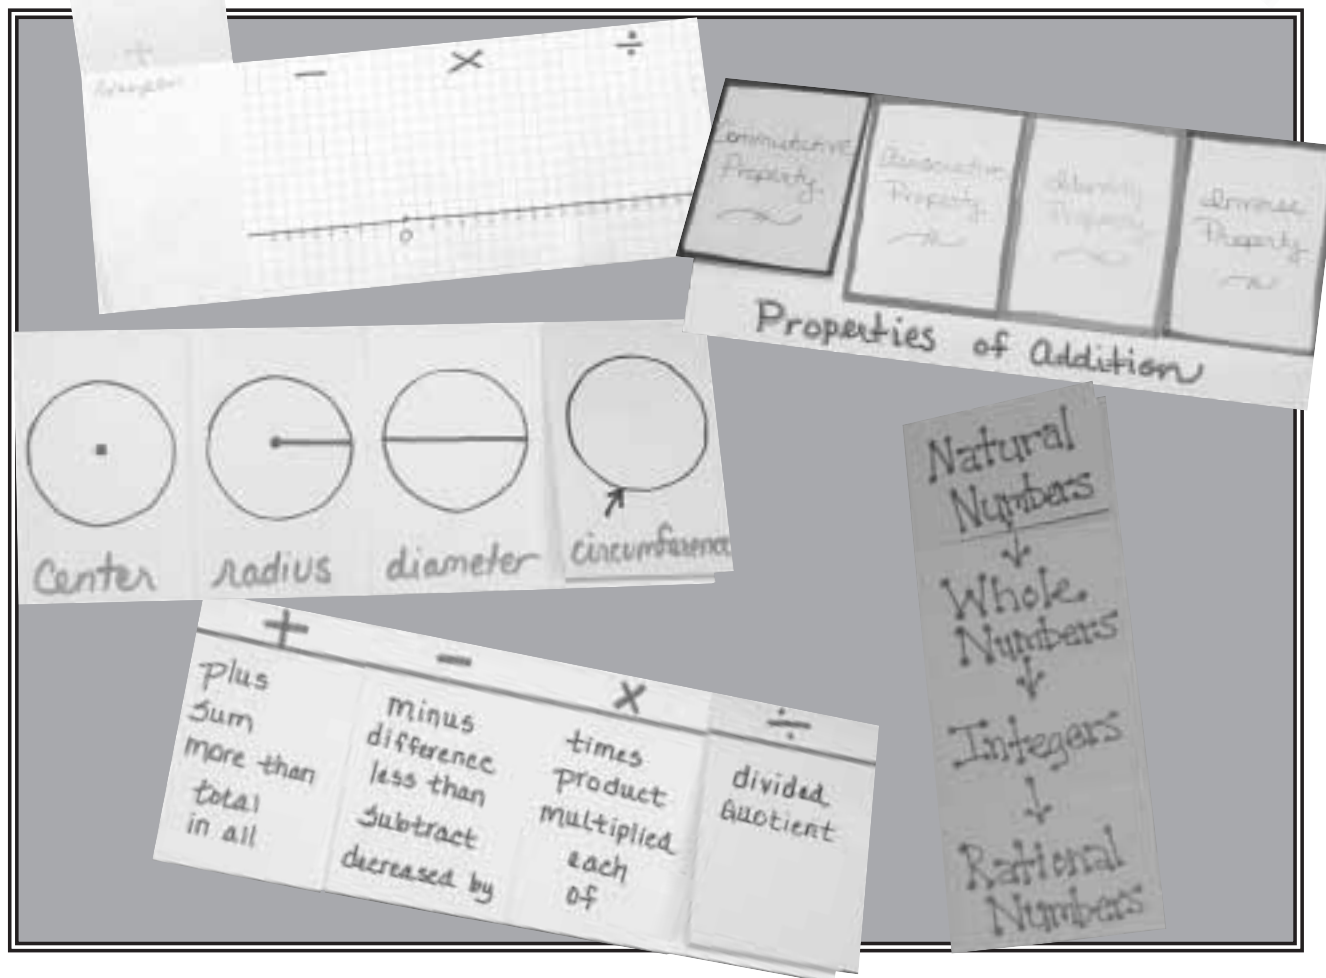 +
− × ÷
0
Commutative
Property
Associative
Property
Identity
Property
Inverse
Property
Properties of Addition
center
radius
diameter
circumference
+
plus
sum
more than
total
in all
−
minus
difference
less than
subtract
decreased by
×
times
product
multiplied
each
of
÷
divided
Quotient
Natural
Numbers
Whole
Numbers
Integers
Rational
Numbers